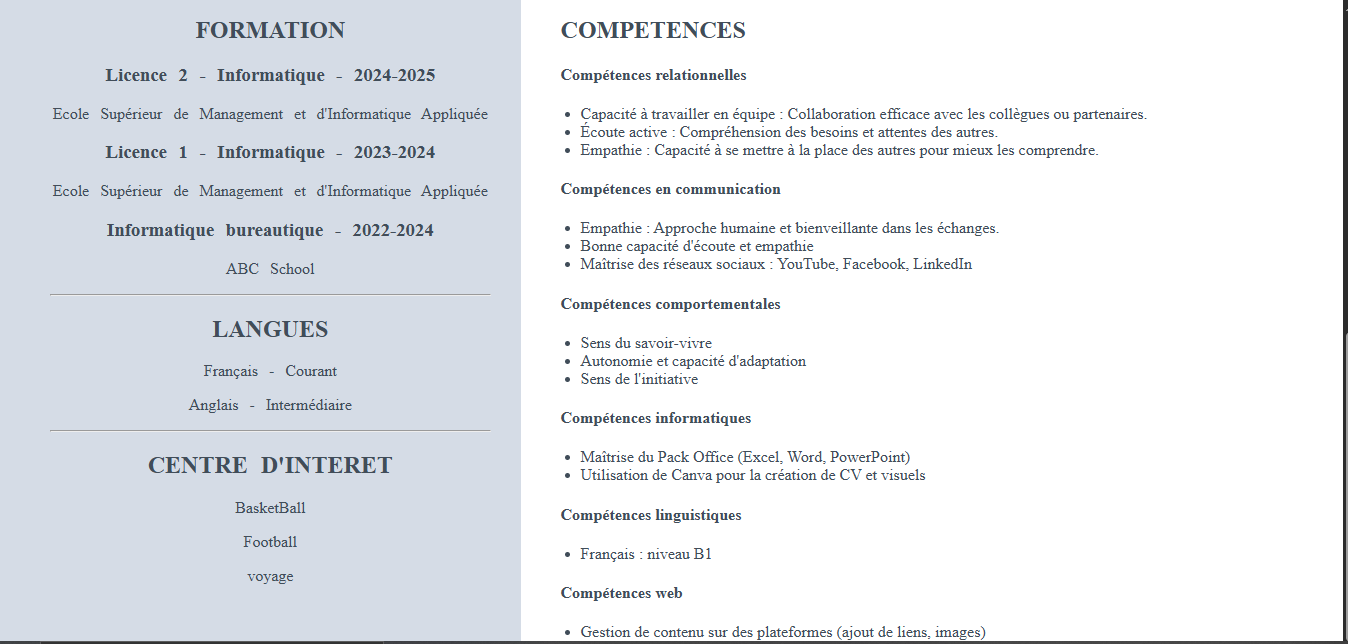 FORMATION
Licence 2 - Informatique - 2024-2025
Ecole Supérieur de Management et d'Informatique Appliquée
Licence 1 - Informatique - 2023-2024
Ecole Supérieur de Management et d'Informatique Appliquée
Informatique bureautique - 2022-2024
ABC School
LANGUES
Français - Courant
Anglais - Intermédiaire
CENTRE D'INTERET
BasketBall
Football
voyage
COMPETENCES
Compétences relationnelles
• Capacité à travailler en équipe : Collaboration efficace avec les collègues ou partenaires.
• Écoute active : Compréhension des besoins et attentes des autres.
• Empathie : Capacité à se mettre à la place des autres pour mieux les comprendre.
Compétences en communication
• Empathie : Approche humaine et bienveillante dans les échanges.
• Bonne capacité d'écoute et empathie
• Maîtrise des réseaux sociaux : YouTube, Facebook, LinkedIn
Compétences comportementales
• Sens du savoir-vivre
• Autonomie et capacité d'adaptation
• Sens de l'initiative
Compétences informatiques
• Maîtrise du Pack Office (Excel, Word, PowerPoint)
• Utilisation de Canva pour la création de CV et visuels
Compétences linguistiques
• Français : niveau B1
Compétences web
• Gestion de contenu sur des plateformes (ajout de liens, images)